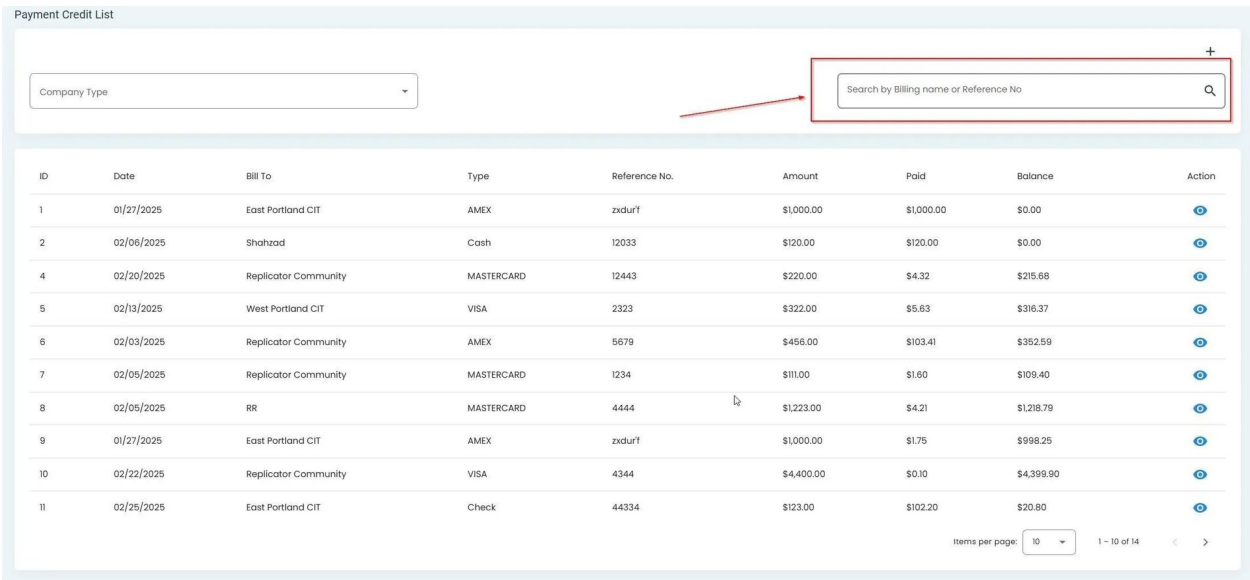 Payment Credit List
Company Type
Search by Billing name or Reference No
ID Date Bill To Type Reference No. Amount Paid Balance Action
1 01/27/2025 East Portland CIT AMEX zxdur'f $1,000.00 $1,000.00 $0.00
2 02/06/2025 Shahzad Cash 12033 $120.00 $120.00 $0.00
4 02/20/2025 Replicator Community MASTERCARD 12443 $220.00 $4.32 $215.68
5 02/13/2025 West Portland CIT VISA 2323 $322.00 $5.63 $316.37
6 02/03/2025 Replicator Community AMEX 5679 $456.00 $103.41 $352.59
7 02/05/2025 Replicator Community MASTERCARD 1234 $111.00 $1.60 $109.40
8 02/05/2025 RR MASTERCARD 4444 $1,223.00 $4.21 $1,218.79
9 01/27/2025 East Portland CIT AMEX zxdur'f $1,000.00 $1.75 $998.25
10 02/22/2025 Replicator Community VISA 4344 $4,400.00 $0.10 $4,399.90
11 02/25/2025 East Portland CIT Check 44334 $123.00 $102.20 $20.80
Items per page: 10 1 – 10 of 14